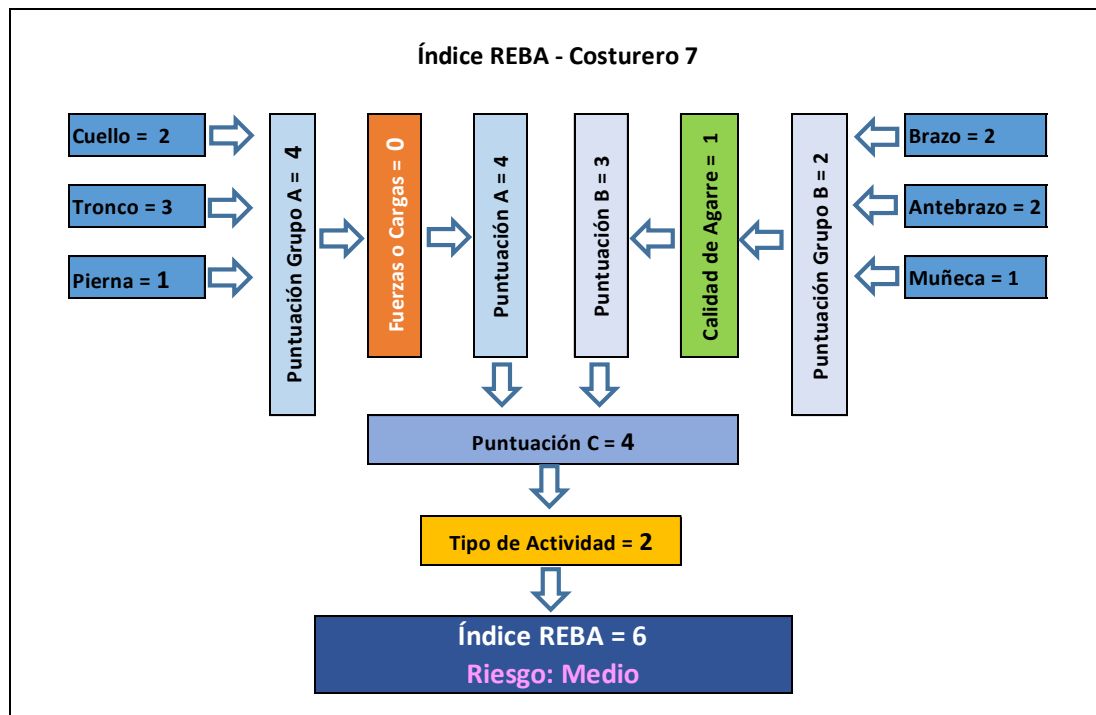 Índice REBA - Costurero 7
Cuello = 2
Tronco = 3
Pierna = 1
Puntuación Grupo A = 4
Fuerzas o Cargas = 0
Puntuación A = 4
Puntuación B = 3
Calidad de Agarre = 1
Puntuación Grupo B = 2
Brazo = 2
Antebrazo = 2
Muñeca = 1
Puntuación C = 4
Tipo de Actividad = 2
Índice REBA = 6
Riesgo: Medio